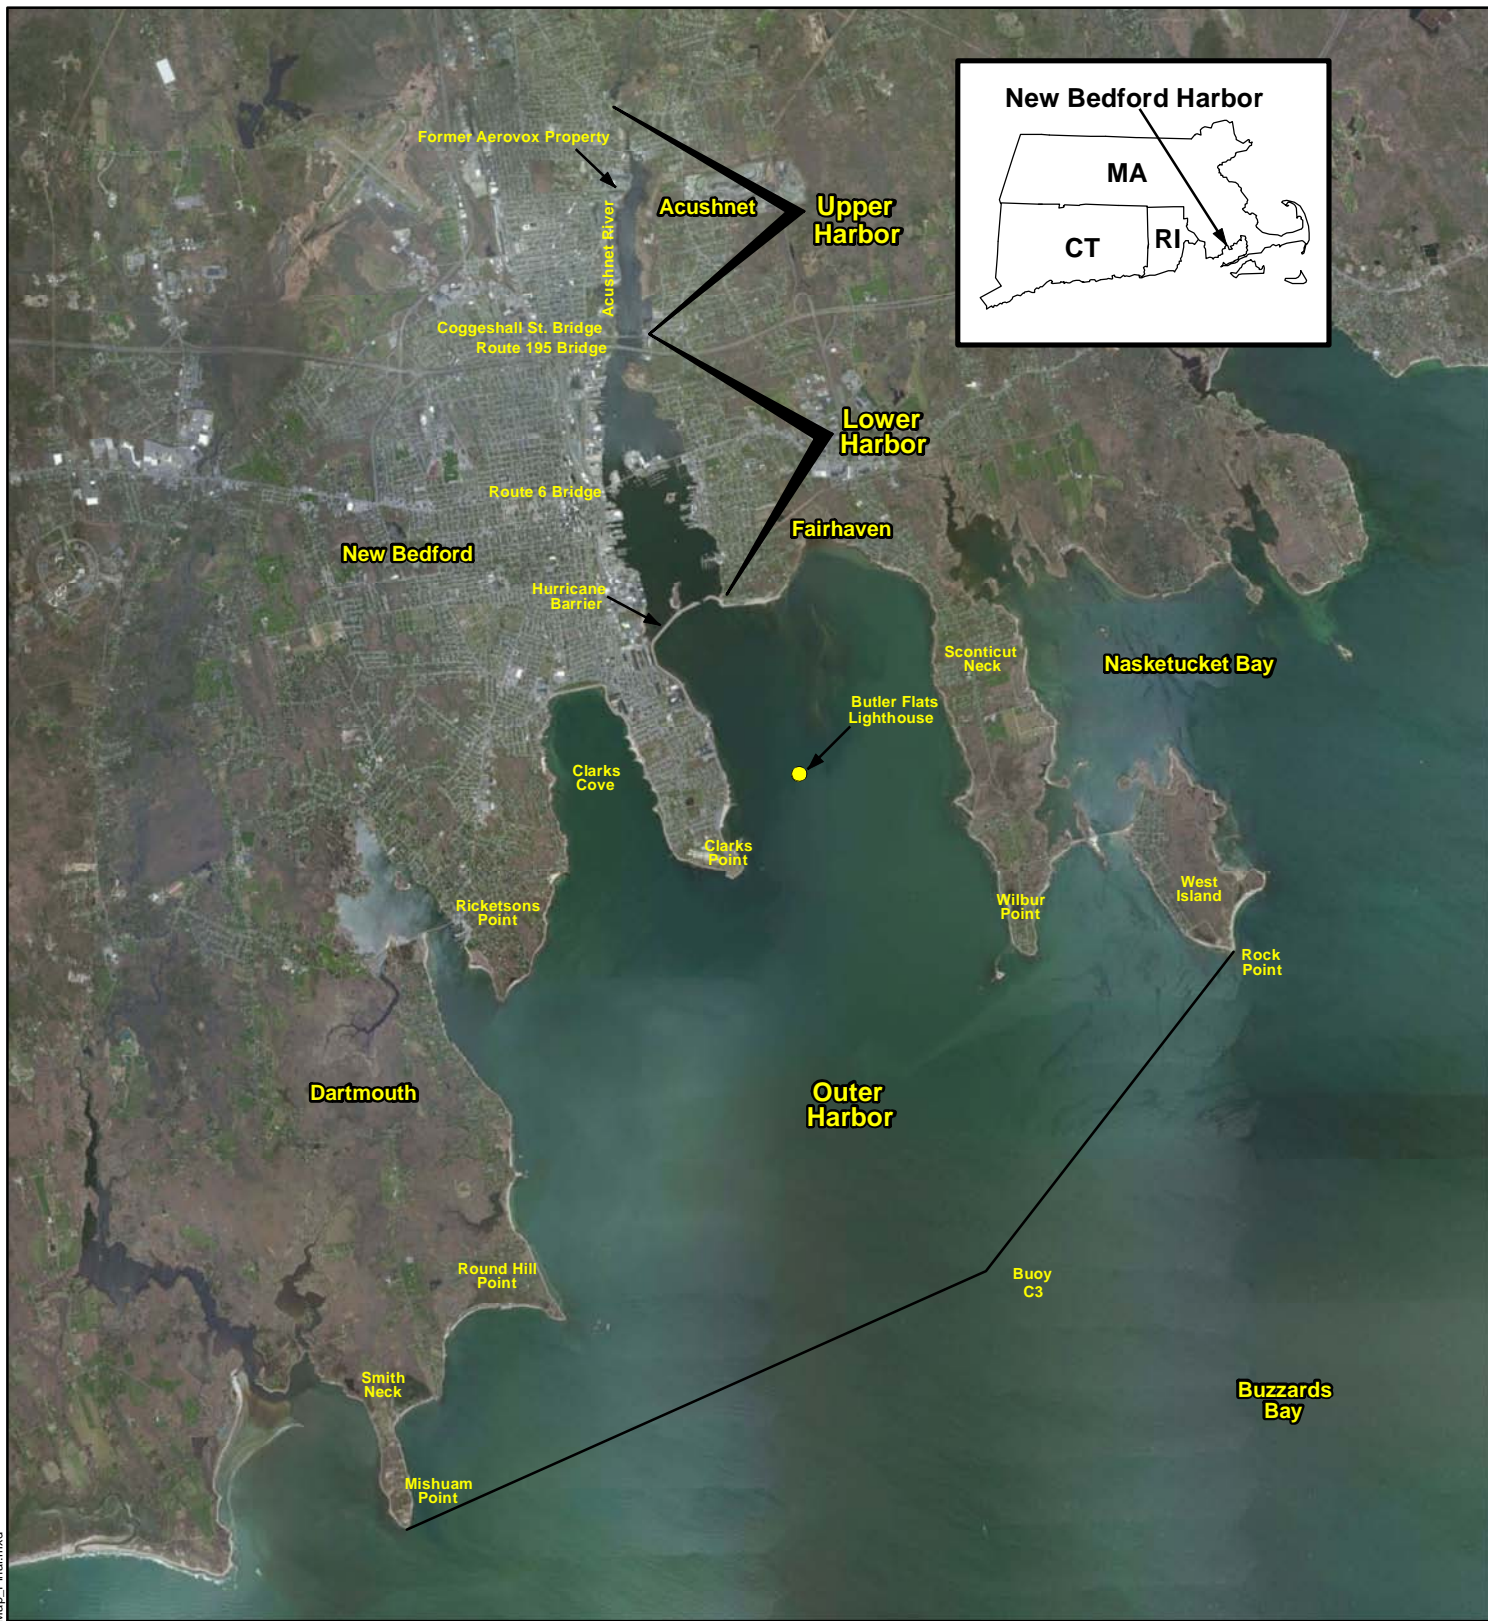 New Bedford Harbor
MA
CT
RI
Former Aerovox Property
Acushnet
Upper
Harbor
Acushnet River
Coggeshall St. Bridge
Route 195 Bridge
Lower
Harbor
Route 6 Bridge
Fairhaven
New Bedford
Hurricane
Barrier
Sconticut
Neck
Nasketucket Bay
Butler Flats
Lighthouse
Clarks
Cove
Clarks
Point
West
Island
Ricketsons
Point
Wilbur
Point
Rock
Point
Dartmouth
Outer
Harbor
Round Hill
Point
Buoy
C3
Smith
Neck
Buzzards
Bay
Mishuam
Point